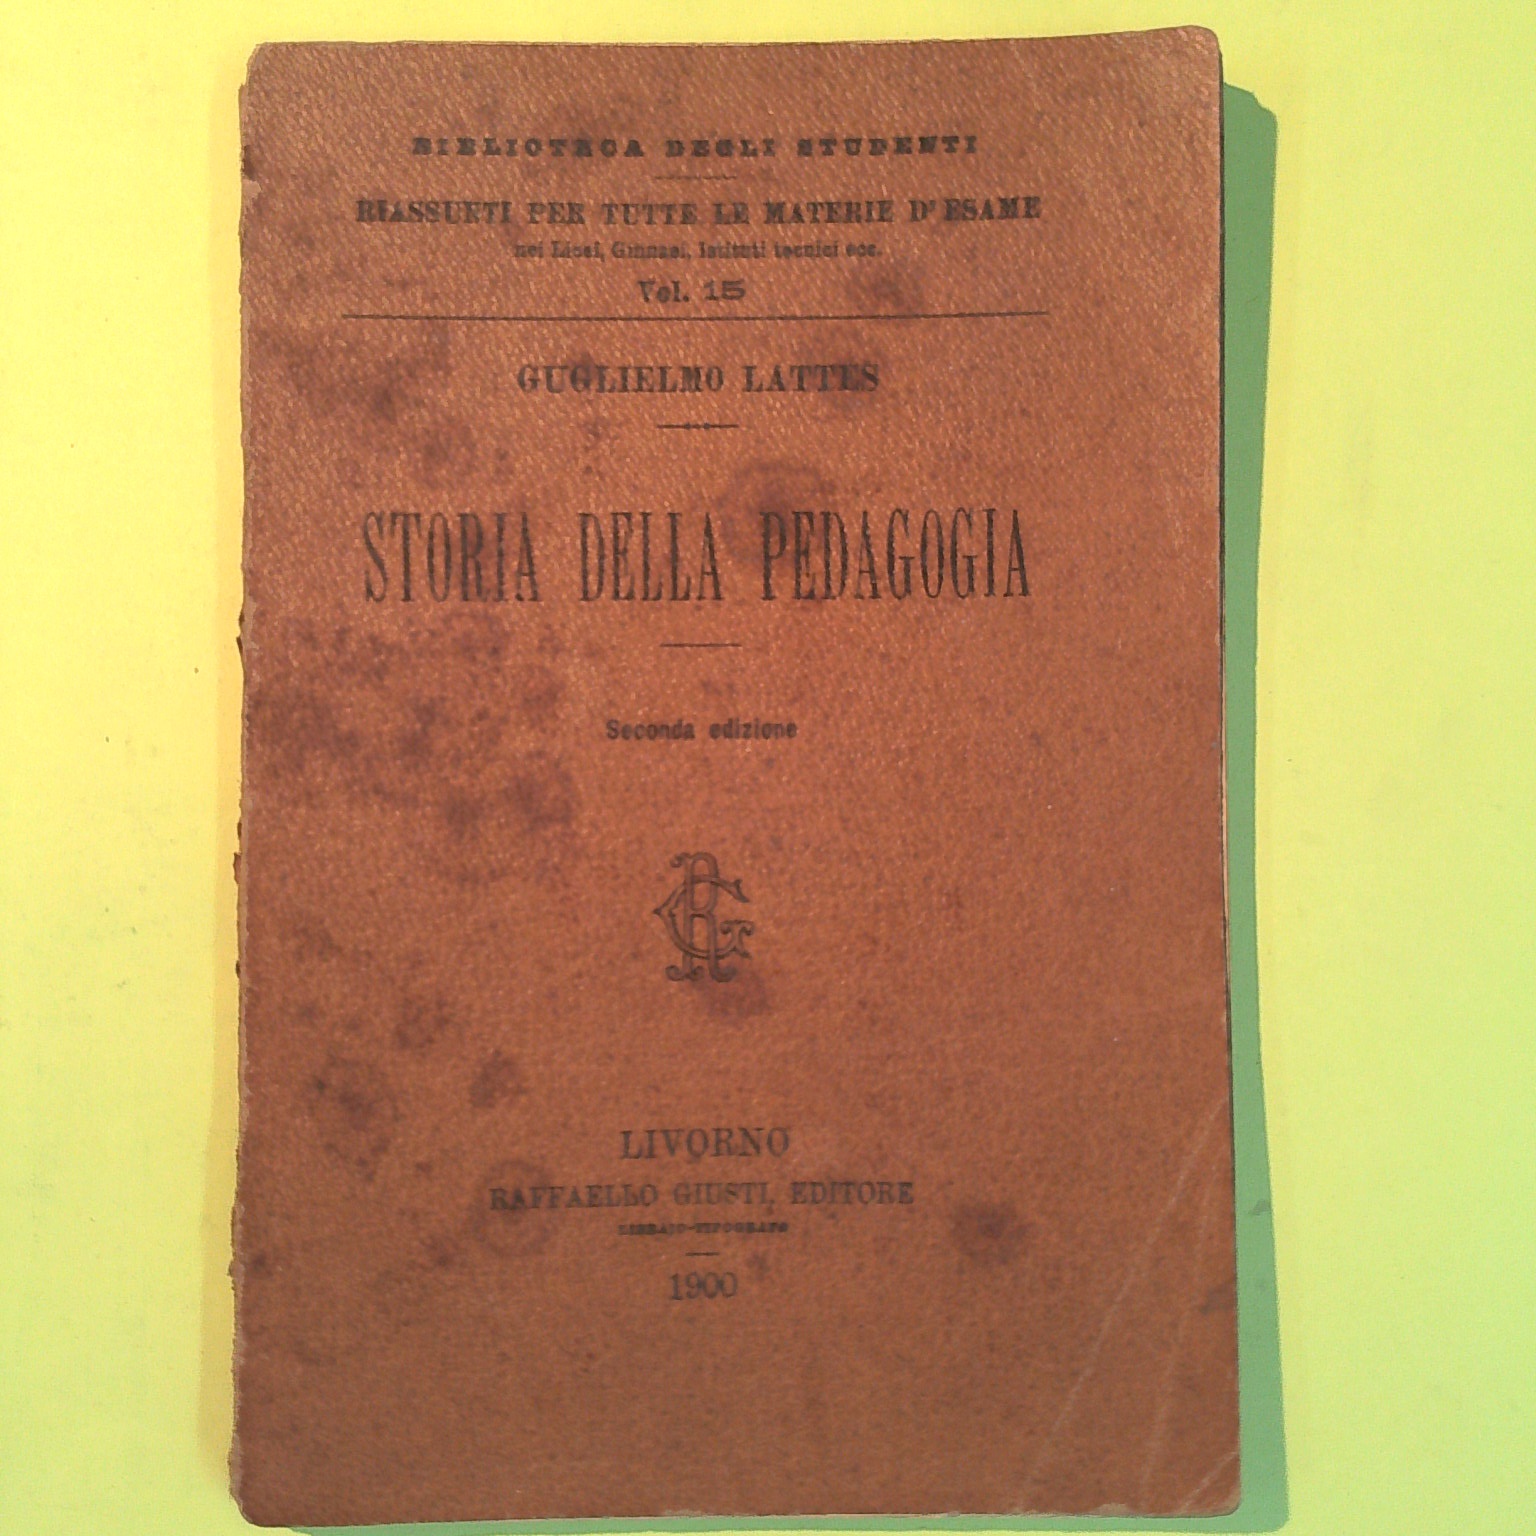 BIBLIOTECA DEGLI STUDENTI
RIASSUNTI PER TUTTE LE MATERIE D'ESAME
nei Licei, Ginnasi, Istituti tecnici ecc.
Vol. 15
GUGLIELMO LATTES
STORIA DELLA PEDAGOGIA
Seconda edizione
RG
LIVORNO
RAFFAELLO GIUSTI, EDITORE
LIBRAIO-TIPOGRAFO
1900